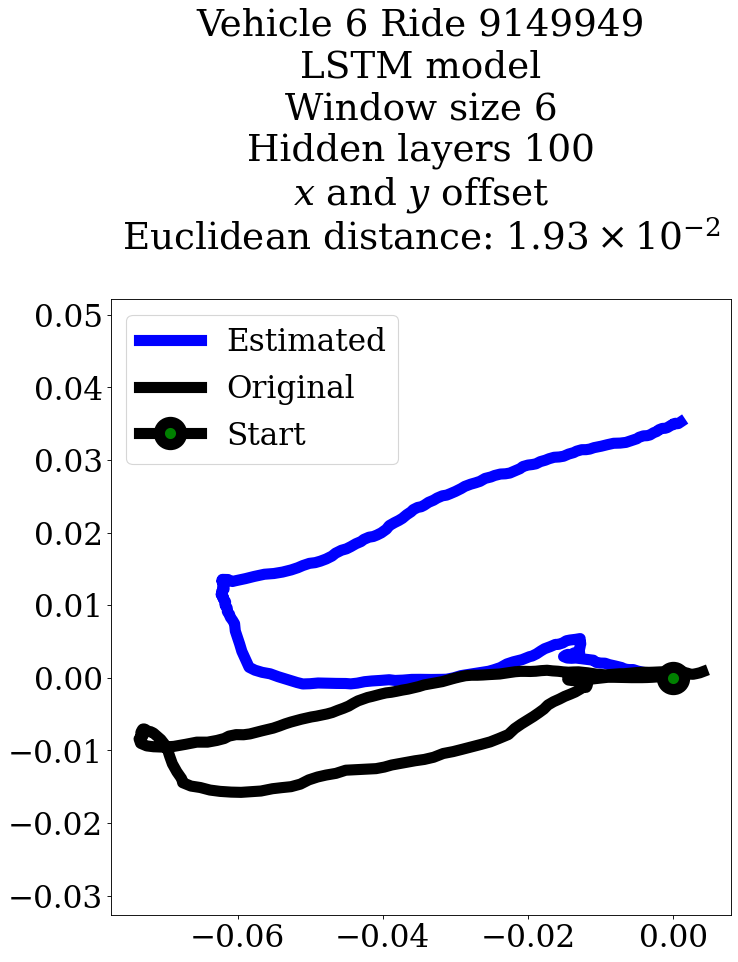 Vehicle 6 Ride 9149949
LSTM model
Window size 6
Hidden layers 100
x and y offset
Euclidean distance: 1.93 × 10⁻²
Estimated
Original
Start
0.05
0.04
0.03
0.02
0.01
0.00
−0.01
−0.02
−0.03
−0.06 −0.04 −0.02 0.00